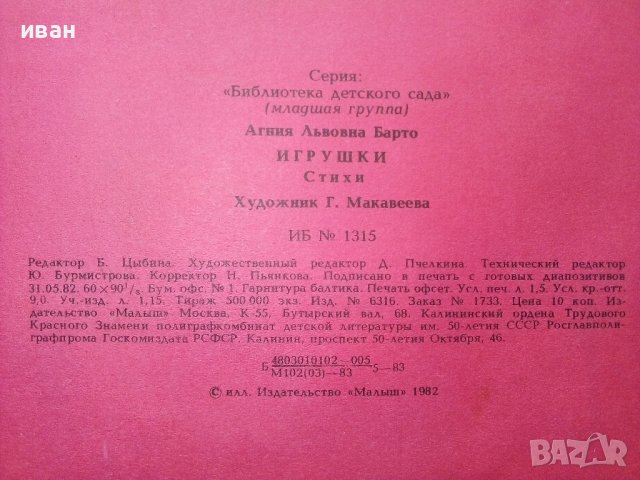 иван
Серия:
«Библиотека детского сада»
(младшая группа)
Агния Львовна Барто
ИГРУШКИ
Стихи
Художник Г. Макавеева
ИБ № 1315
Редактор Б. Цыбина. Художественный редактор Д. Пчелкина. Технический редактор
Ю. Бурмистрова. Корректор Н. Пьянкова. Подписано в печать с готовых диапозитивов
31.05.82. 60×90¹/₈. Бум. офс. № 1. Гарнитура балтика. Печать офсет. Усл. печ. л. 1,5. Усл. кр.-отт.
9,0. Уч.-изд. л. 1,15. Тираж 500 000 экз. Изд. № 6316. Заказ № 1733. Цена 10 коп. Из-
дательство «Малыш» Москва, К-55, Бутырский вал, 68. Калининский ордена Трудового
Красного Знамени полиграфкомбинат детской литературы им. 50-летия СССР Росглавполи-
графпрома Госкомиздата РСФСР. Калинин, проспект 50-летия Октября, 46.
Б 4803010102—005
М102(03)—83 5—83
© илл. Издательство «Малыш» 1982
BAZAR